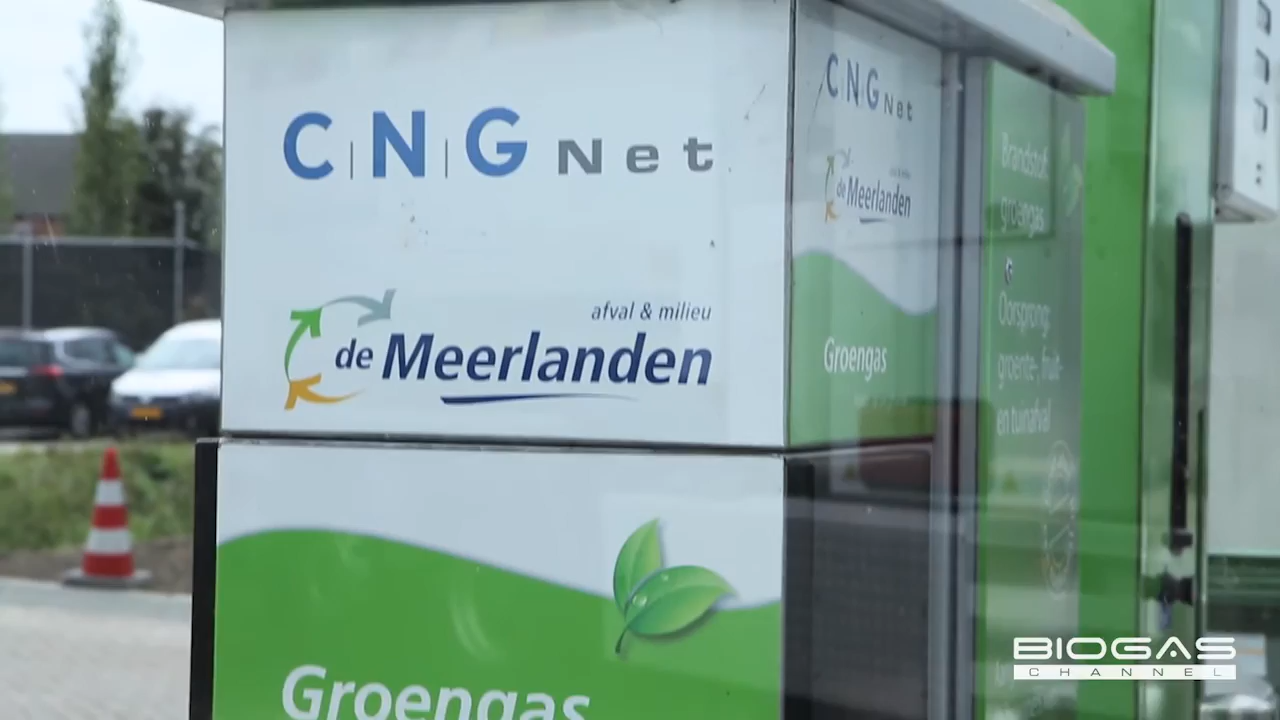 C|N|G Net
afval & milieu
de Meerlanden
Groengas
CNG Net
de Meerlanden
Groengas
Brandstof:
groengas
Oorsprong:
groente-, fruit-
en tuinafval
BIOGAS
CHANNEL